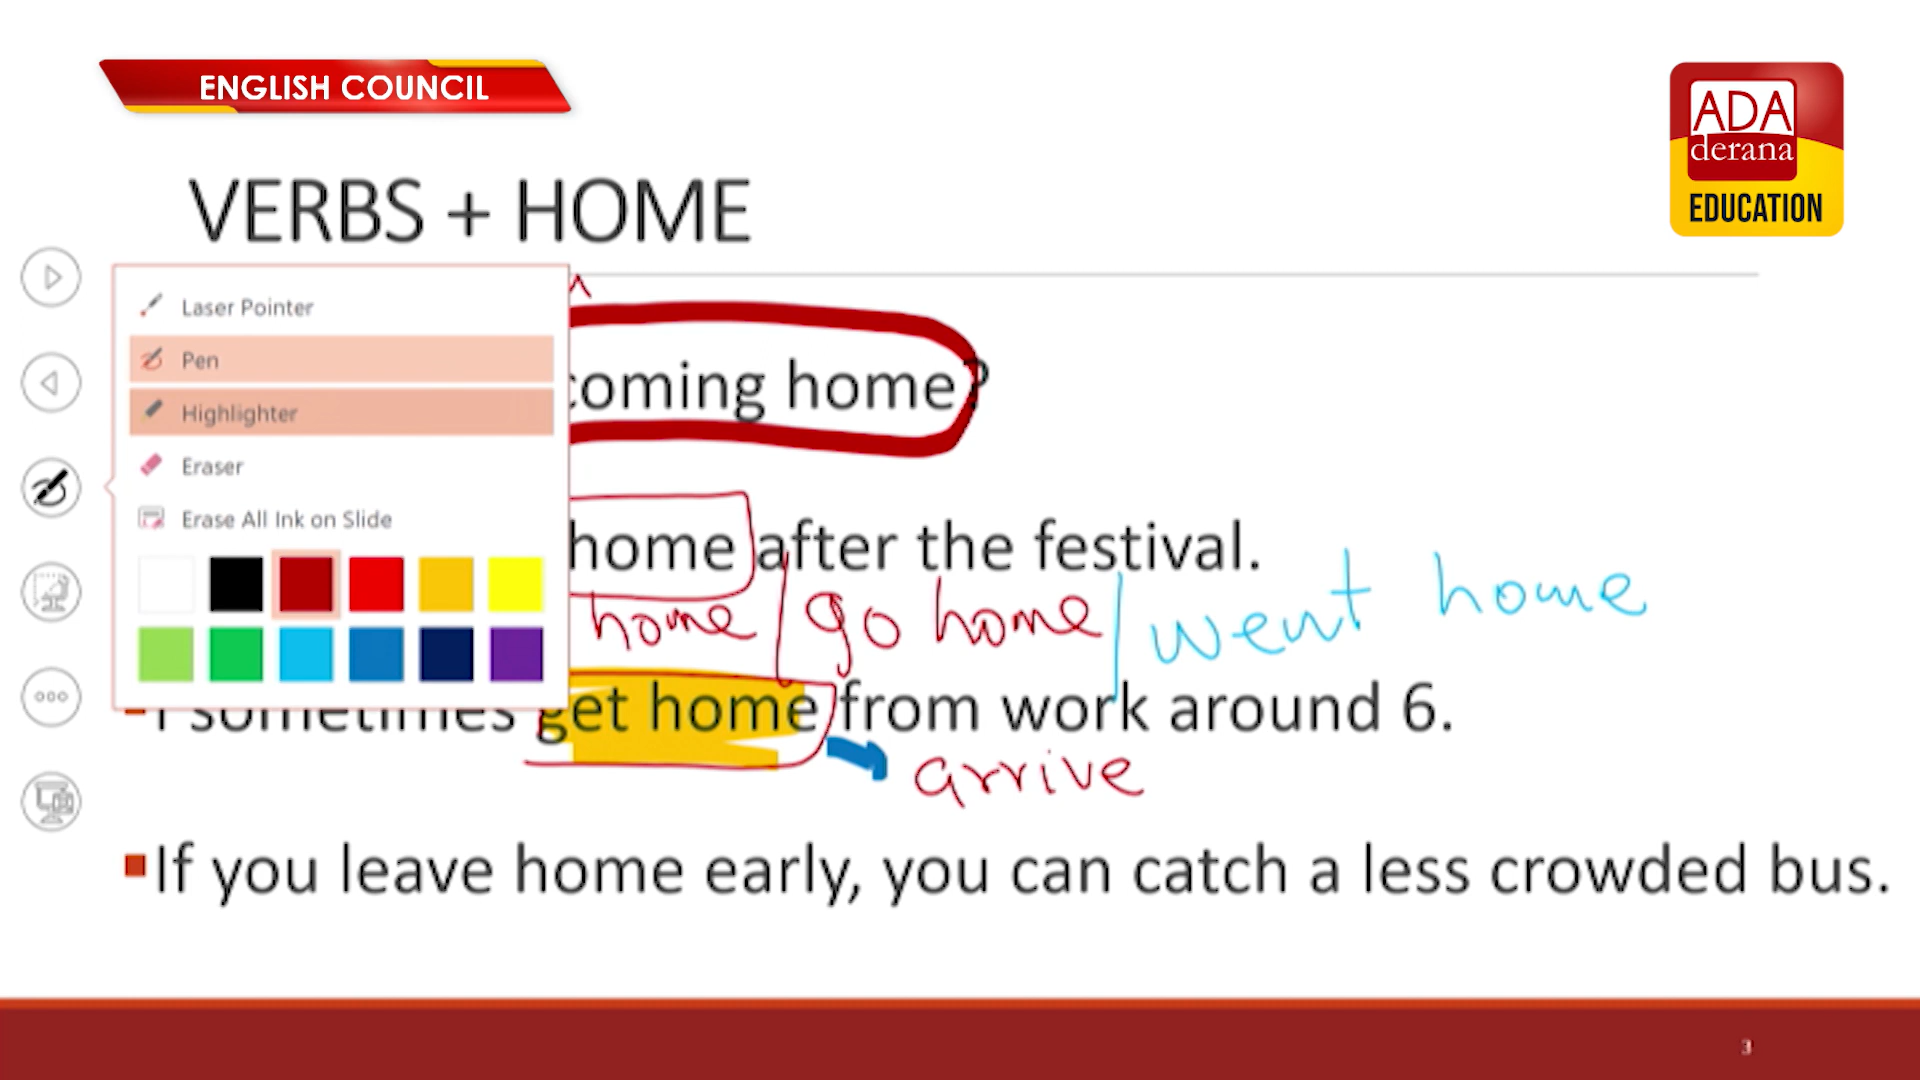 ENGLISH COUNCIL
ADA
derana
EDUCATION
VERBS + HOME
Laser Pointer
Pen
Highlighter
Eraser
Erase All Ink on Slide
coming home?
home after the festival.
home / go home / went home
I sometimes get home from work around 6.
arrive
If you leave home early, you can catch a less crowded bus.
3